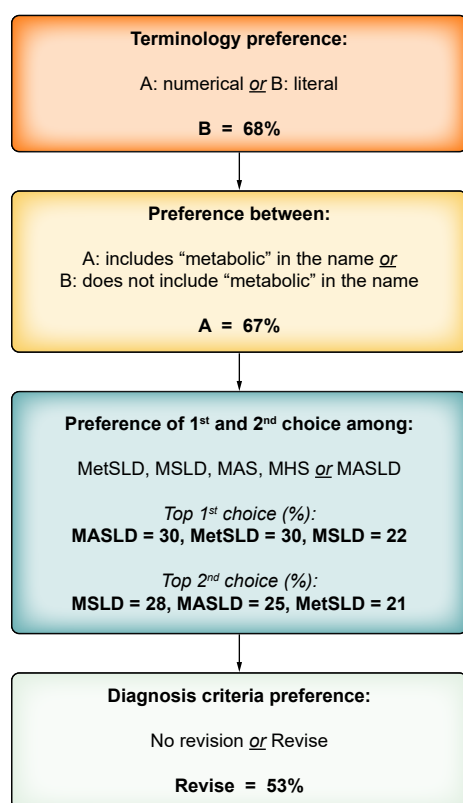 Terminology preference:
A: numerical or B: literal
B = 68%
Preference between:
A: includes “metabolic” in the name or
B: does not include “metabolic” in the name
A = 67%
Preference of 1st and 2nd choice among:
MetSLD, MSLD, MAS, MHS or MASLD
Top 1st choice (%):
MASLD = 30, MetSLD = 30, MSLD = 22
Top 2nd choice (%):
MSLD = 28, MASLD = 25, MetSLD = 21
Diagnosis criteria preference:
No revision or Revise
Revise = 53%